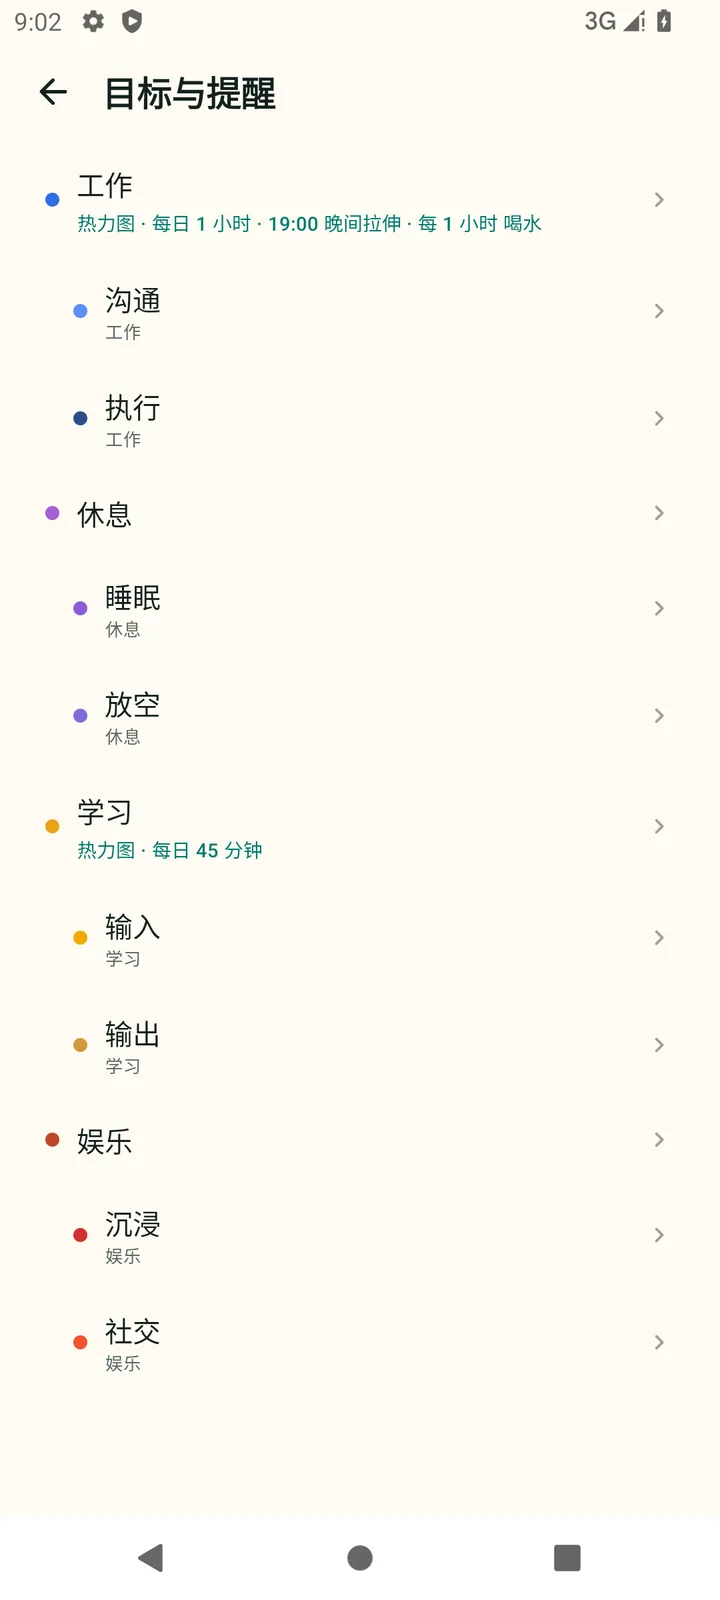 9:02
3G
目标与提醒
工作
热力图 · 每日 1 小时 · 19:00 晚间拉伸 · 每 1 小时 喝水
沟通
工作
执行
工作
休息
睡眠
休息
放空
休息
学习
热力图 · 每日 45 分钟
输入
学习
输出
学习
娱乐
沉浸
娱乐
社交
娱乐